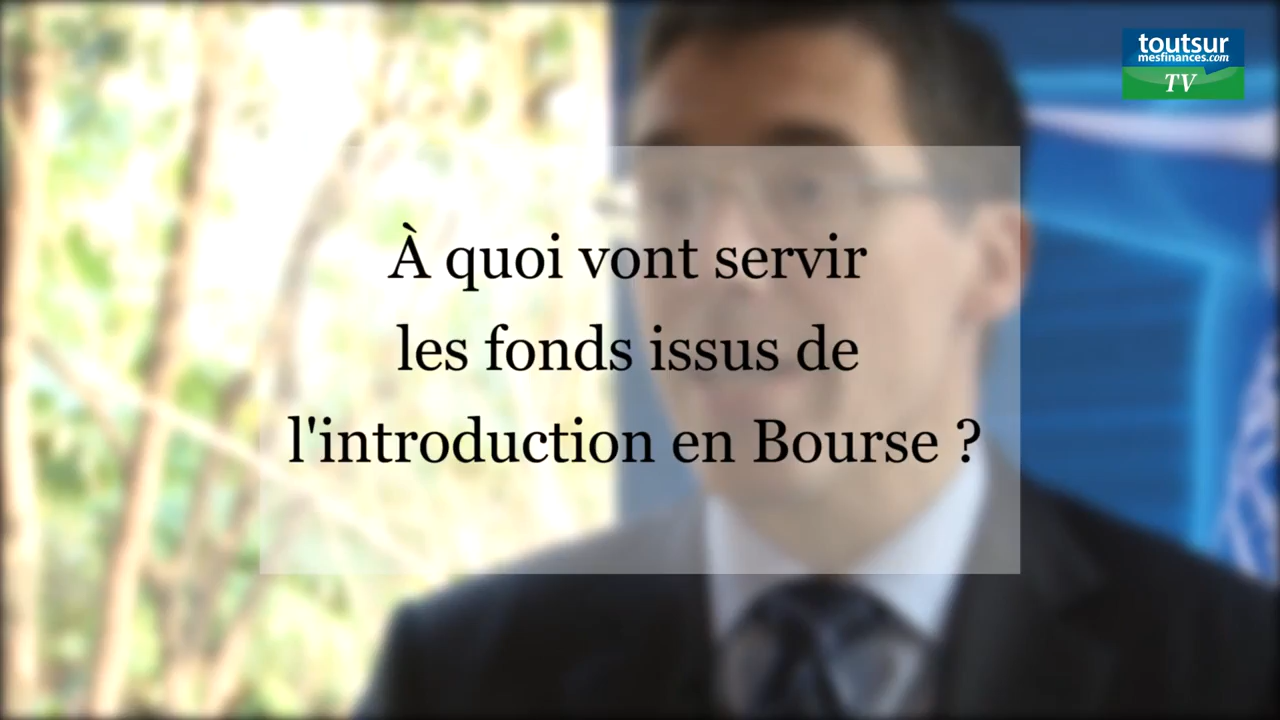 toutsur
mesfinances.com
TV
À quoi vont servir
les fonds issus de
l'introduction en Bourse ?